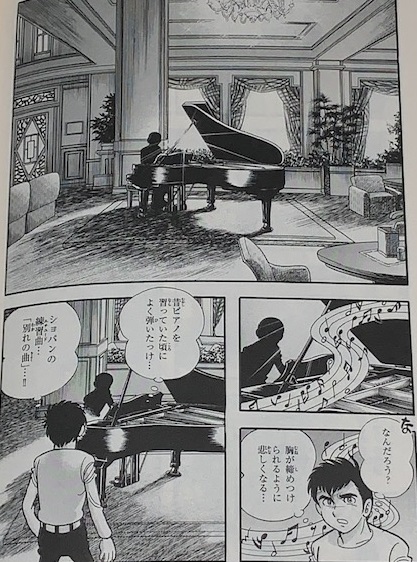 なんだろう?
胸が締めつけ
られるように
悲しくなる…
昔ピアノを
習っていた頃に
よく弾いたっけ…
ショパンの
練習曲…
「別れの曲」…!!